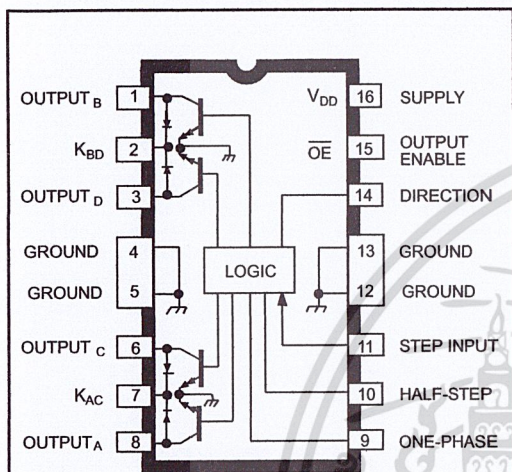 OUTPUT B 1
K BD 2
OUTPUT D 3
GROUND 4
GROUND 5
OUTPUT C 6
K AC 7
OUTPUT A 8
LOGIC
V DD 16 SUPPLY
OE 15 OUTPUT
ENABLE
14 DIRECTION
13 GROUND
12 GROUND
11 STEP INPUT
10 HALF-STEP
9 ONE-PHASE